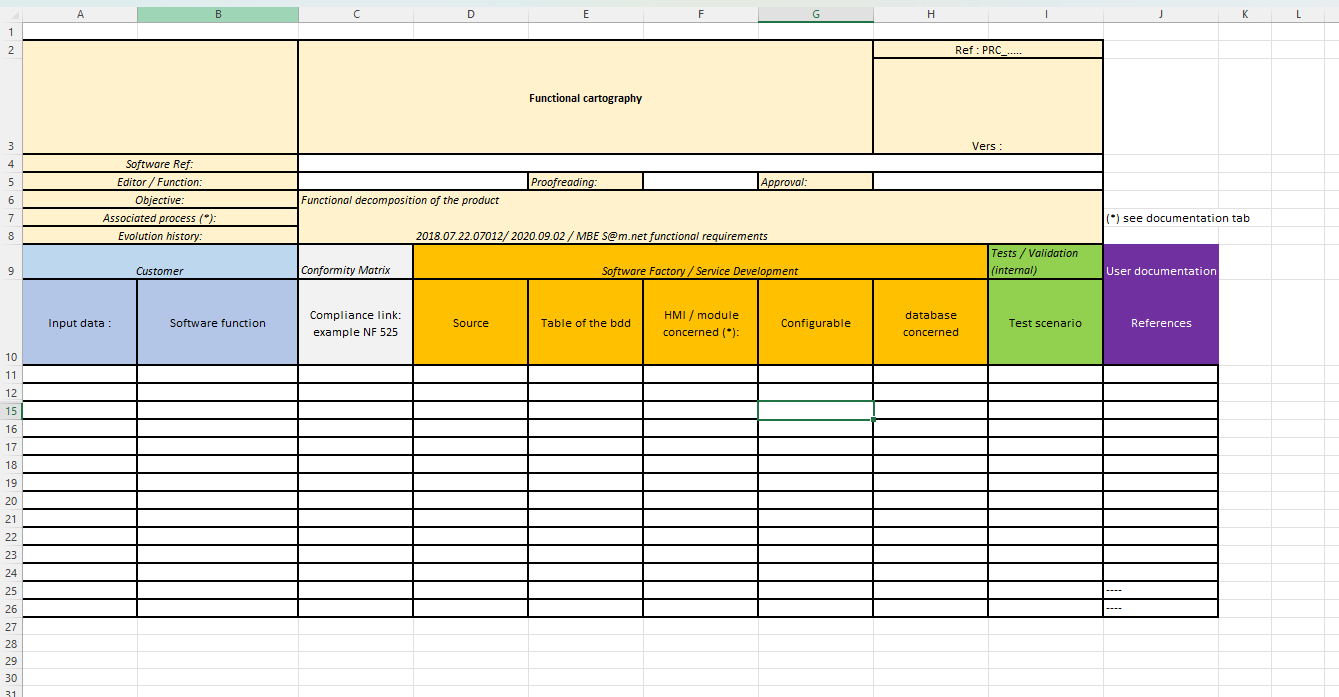 A B C D E F G H I J K L
1
2 Ref : PRC_.....
Functional cartography
3 Vers :
4 Software Ref:
5 Editor / Function: Proofreading: Approval:
6 Objective: Functional decomposition of the product
7 Associated process (*): (*) see documentation tab
8 Evolution history: 2018.07.22.07012/ 2020.09.02 / MBE S@m.net functional requirements
Tests / Validation
9 Customer Conformity Matrix Software Factory / Service Development (internal) User documentation
Compliance link: HMI / module database
Input data : Software function Source Table of the bdd Configurable Test scenario References
example NF 525 concerned (*): concerned
10
11
12
15
16
17
18
19
20
21
22
23
24
25 ----
26 ----
27
28
29
30
31